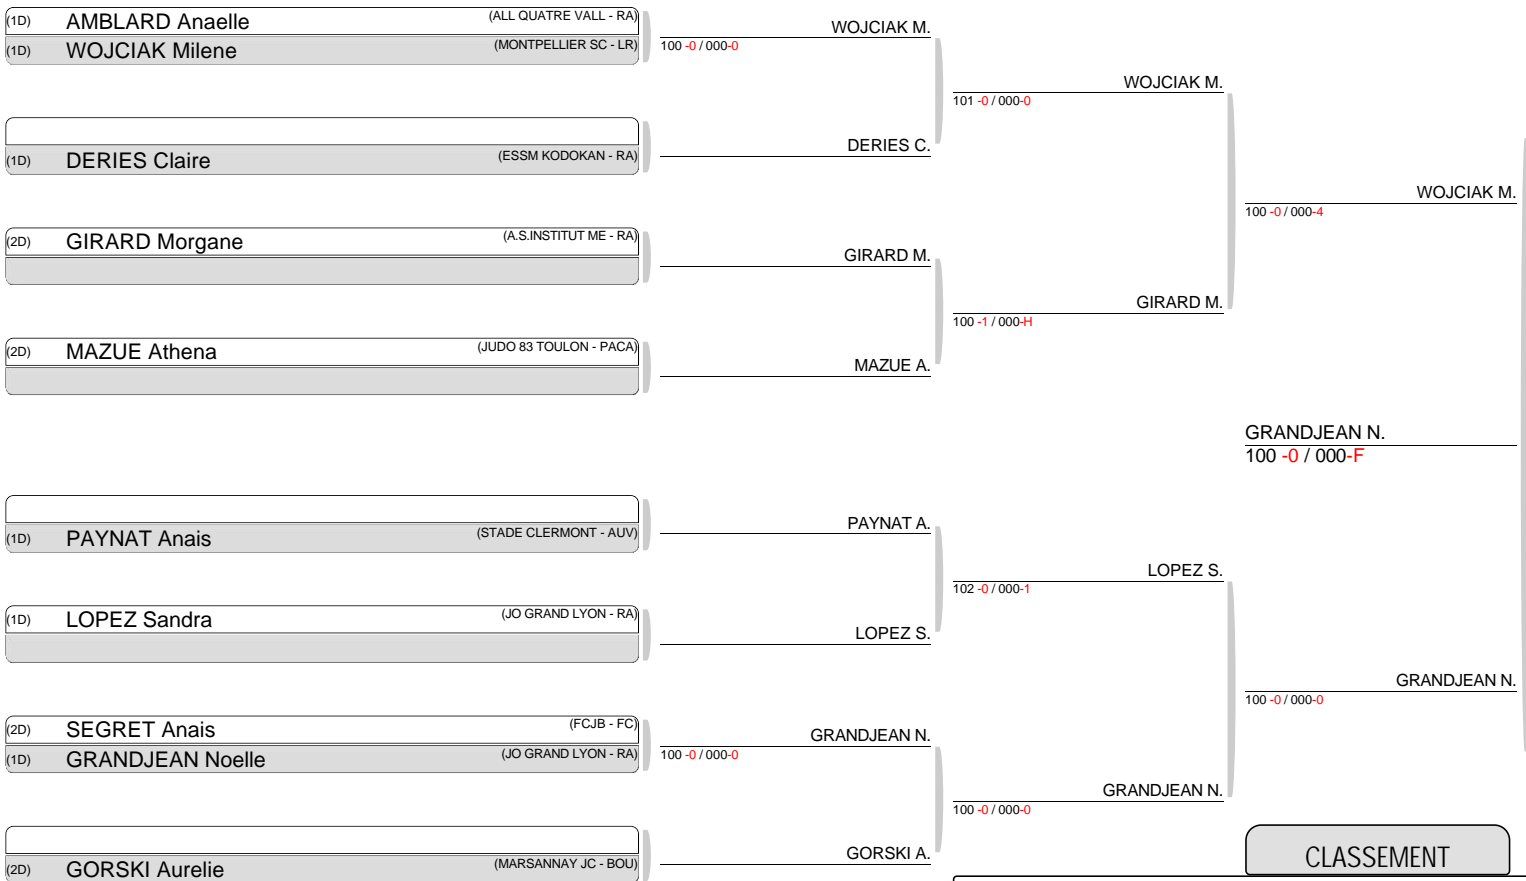 (1D) AMBLARD Anaelle (ALL QUATRE VALL - RA)
(1D) WOJCIAK Milene (MONTPELLIER SC - LR)
(1D) DERIES Claire (ESSM KODOKAN - RA)
(2D) GIRARD Morgane (A.S.INSTITUT ME - RA)
(2D) MAZUE Athena (JUDO 83 TOULON - PACA)
(1D) PAYNAT Anais (STADE CLERMONT - AUV)
(1D) LOPEZ Sandra (JO GRAND LYON - RA)
(2D) SEGRET Anais (FCJB - FC)
(1D) GRANDJEAN Noelle (JO GRAND LYON - RA)
(2D) GORSKI Aurelie (MARSANNAY JC - BOU)
WOJCIAK M.
100 -0 / 000-0
DERIES C.
GIRARD M.
MAZUE A.
PAYNAT A.
LOPEZ S.
GRANDJEAN N.
100 -0 / 000-0
GORSKI A.
WOJCIAK M.
101 -0 / 000-0
GIRARD M.
100 -1 / 000-H
LOPEZ S.
102 -0 / 000-1
GRANDJEAN N.
100 -0 / 000-0
WOJCIAK M.
100 -0 / 000-4
GRANDJEAN N.
100 -0 / 000-F
GRANDJEAN N.
100 -0 / 000-0
CLASSEMENT